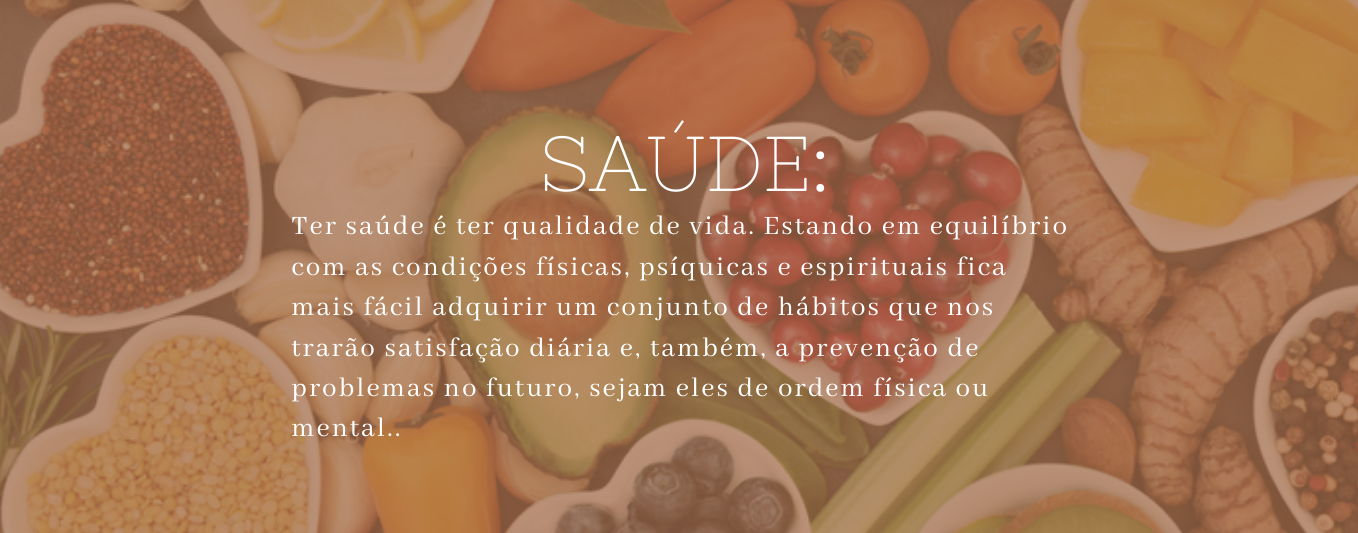 SAÚDE:
Ter saúde é ter qualidade de vida. Estando em equilíbrio
com as condições físicas, psíquicas e espirituais fica
mais fácil adquirir um conjunto de hábitos que nos
trarão satisfação diária e, também, a prevenção de
problemas no futuro, sejam eles de ordem física ou
mental..